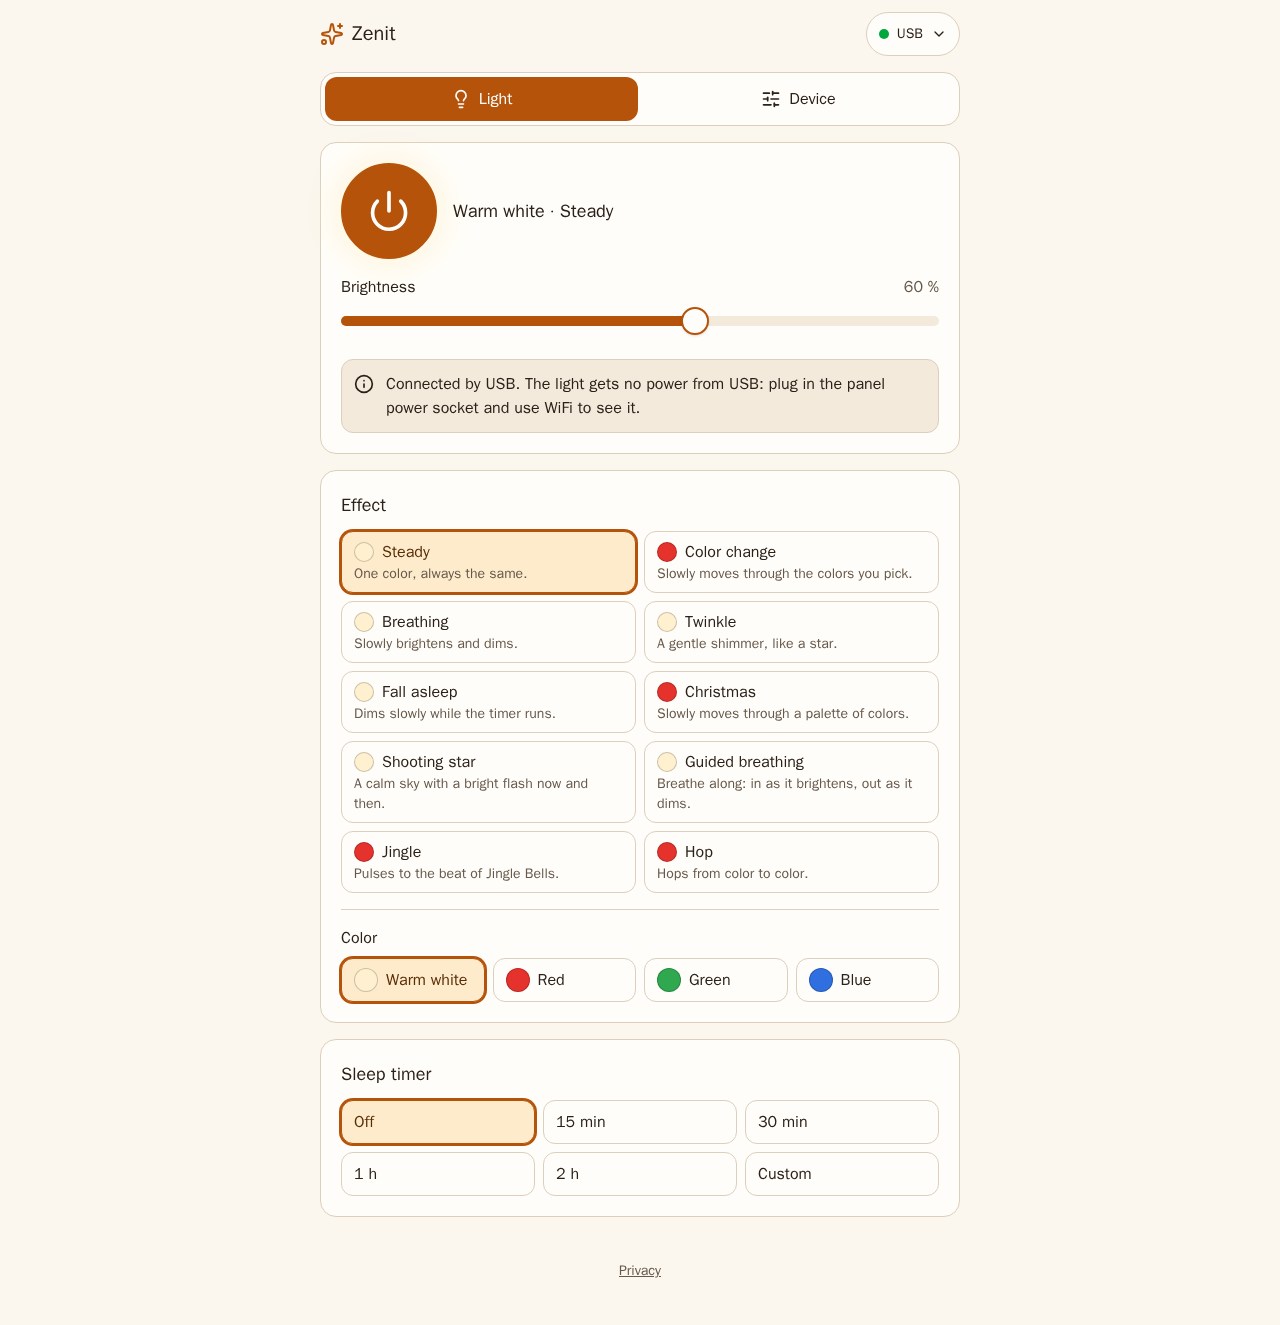 Zenit
USB
Light
Device
Warm white · Steady
Brightness
60 %
Connected by USB. The light gets no power from USB: plug in the panel
power socket and use WiFi to see it.
Effect
Steady
One color, always the same.
Color change
Slowly moves through the colors you pick.
Breathing
Slowly brightens and dims.
Twinkle
A gentle shimmer, like a star.
Fall asleep
Dims slowly while the timer runs.
Christmas
Slowly moves through a palette of colors.
Shooting star
A calm sky with a bright flash now and
then.
Guided breathing
Breathe along: in as it brightens, out as it
dims.
Jingle
Pulses to the beat of Jingle Bells.
Hop
Hops from color to color.
Color
Warm white
Red
Green
Blue
Sleep timer
Off
15 min
30 min
1 h
2 h
Custom
Privacy